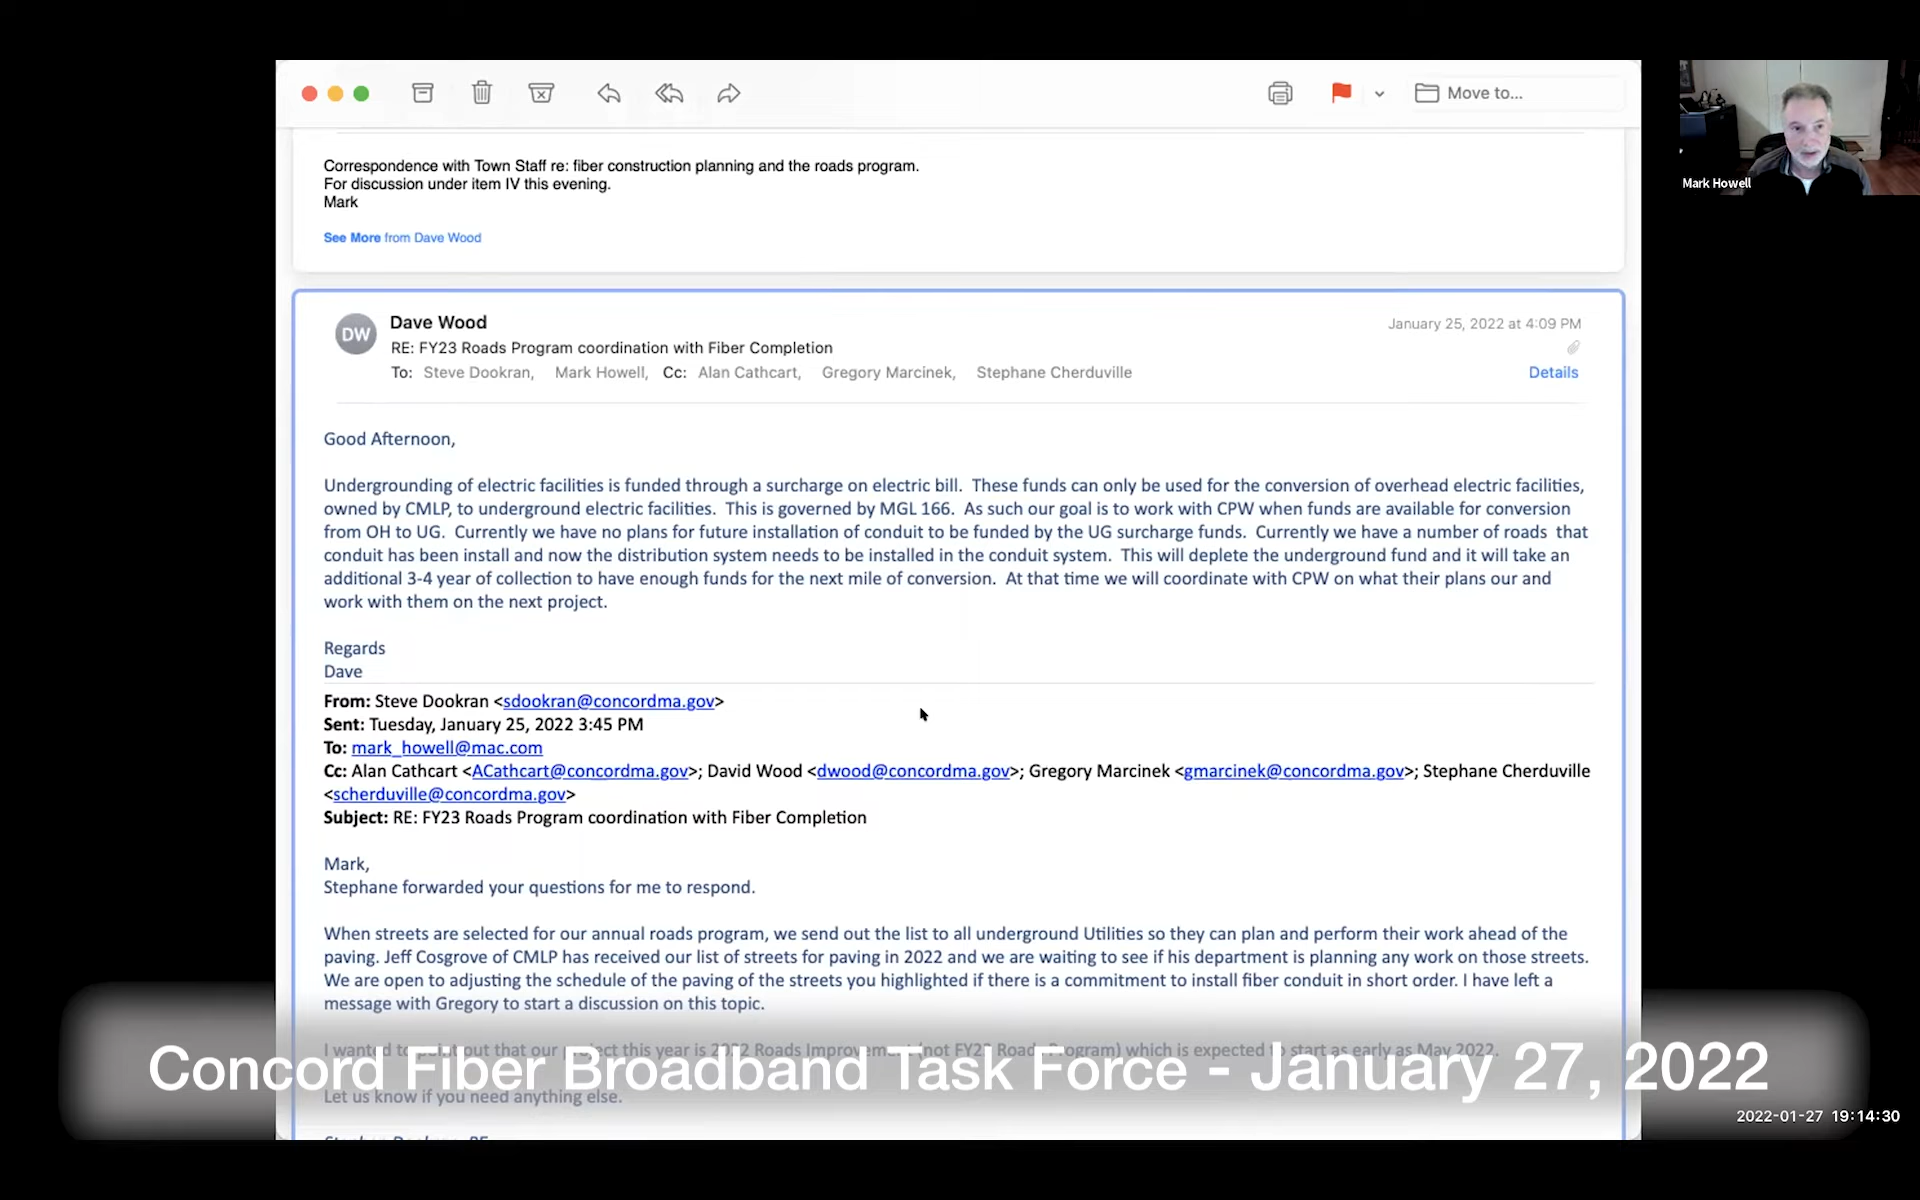 Move to...
Mark Howell
Correspondence with Town Staff re: fiber construction planning and the roads program.
For discussion under item IV this evening.
Mark
See More from Dave Wood
DW
Dave Wood
January 25, 2022 at 4:09 PM
RE: FY23 Roads Program coordination with Fiber Completion
To: Steve Dookran, Mark Howell, Cc: Alan Cathcart, Gregory Marcinek, Stephane Cherduville
Details
Good Afternoon,
Undergrounding of electric facilities is funded through a surcharge on electric bill. These funds can only be used for the conversion of overhead electric facilities,
owned by CMLP, to underground electric facilities. This is governed by MGL 166. As such our goal is to work with CPW when funds are available for conversion
from OH to UG. Currently we have no plans for future installation of conduit to be funded by the UG surcharge funds. Currently we have a number of roads that
conduit has been install and now the distribution system needs to be installed in the conduit system. This will deplete the underground fund and it will take an
additional 3-4 year of collection to have enough funds for the next mile of conversion. At that time we will coordinate with CPW on what their plans our and
work with them on the next project.
Regards
Dave
From: Steve Dookran <sdookran@concordma.gov>
Sent: Tuesday, January 25, 2022 3:45 PM
To: mark_howell@mac.com
Cc: Alan Cathcart <ACathcart@concordma.gov>; David Wood <dwood@concordma.gov>; Gregory Marcinek <gmarcinek@concordma.gov>; Stephane Cherduville
<scherduville@concordma.gov>
Subject: RE: FY23 Roads Program coordination with Fiber Completion
Mark,
Stephane forwarded your questions for me to respond.
When streets are selected for our annual roads program, we send out the list to all underground Utilities so they can plan and perform their work ahead of the
paving. Jeff Cosgrove of CMLP has received our list of streets for paving in 2022 and we are waiting to see if his department is planning any work on those streets.
We are open to adjusting the schedule of the paving of the streets you highlighted if there is a commitment to install fiber conduit in short order. I have left a
message with Gregory to start a discussion on this topic.
I wanted to point out that our project this year is 2022 Roads Improvement (not FY23 Roads Program) which is expected to start as early as May 2022.
Concord Fiber Broadband Task Force - January 27, 2022
Let us know if you need anything else.
2022-01-27 19:14:30